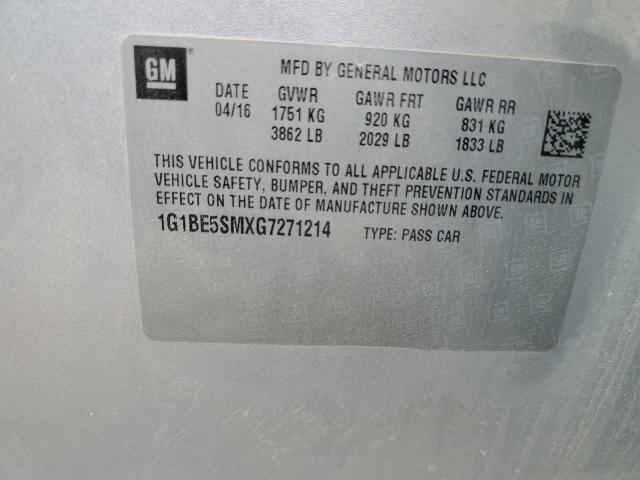 GM ®
MFD BY GENERAL MOTORS LLC
DATE GVWR GAWR FRT GAWR RR
04/16 1751 KG 920 KG 831 KG
3862 LB 2029 LB 1833 LB
THIS VEHICLE CONFORMS TO ALL APPLICABLE U.S. FEDERAL MOTOR
VEHICLE SAFETY, BUMPER, AND THEFT PREVENTION STANDARDS IN
EFFECT ON THE DATE OF MANUFACTURE SHOWN ABOVE.
1G1BE5SMXG7271214 TYPE: PASS CAR